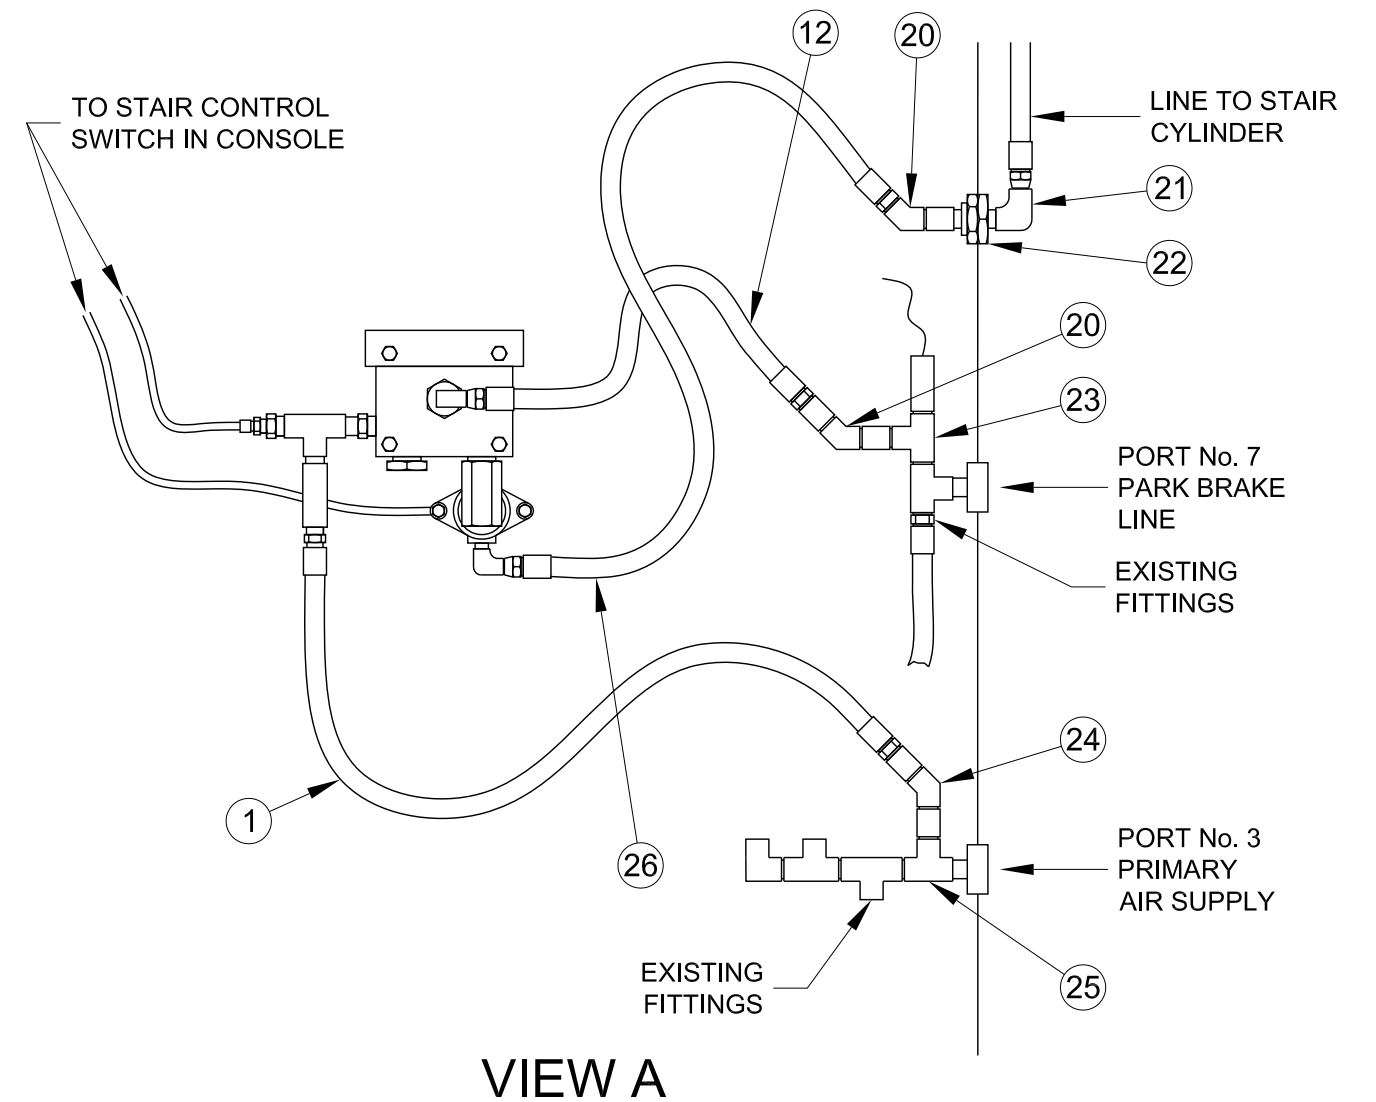 12
20
TO STAIR CONTROL
SWITCH IN CONSOLE
LINE TO STAIR
CYLINDER
21
22
20
23
PORT No. 7
PARK BRAKE
LINE
EXISTING
FITTINGS
24
1
26
PORT No. 3
PRIMARY
AIR SUPPLY
EXISTING
FITTINGS
25
VIEW A